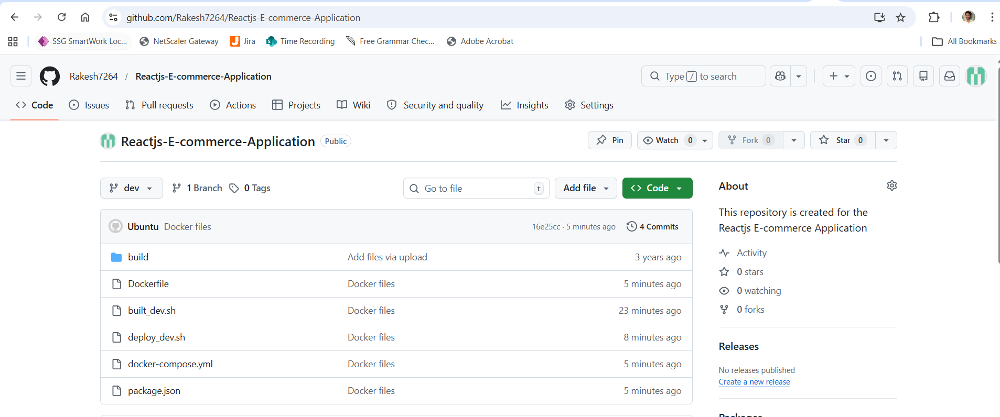 github.com/Rakesh7264/Reactjs-E-commerce-Application
SSG SmartWork Loc... NetScaler Gateway Jira Time Recording Free Grammar Chec... Adobe Acrobat All Bookmarks
Rakesh7264 / Reactjs-E-commerce-Application Type / to search
Code Issues Pull requests Actions Projects Wiki Security and quality Insights Settings
Reactjs-E-commerce-Application Public Pin Watch 0 Fork 0 Star 0
dev 1 Branch 0 Tags Go to file t Add file Code
Ubuntu Docker files 16e25cc · 5 minutes ago 4 Commits
build Add files via upload 3 years ago
Dockerfile Docker files 5 minutes ago
built_dev.sh Docker files 23 minutes ago
deploy_dev.sh Docker files 8 minutes ago
docker-compose.yml Docker files 5 minutes ago
package.json Docker files 5 minutes ago
About
This repository is created for the
Reactjs E-commerce Application
Activity
0 stars
0 watching
0 forks
Releases
No releases published
Create a new release
Packages